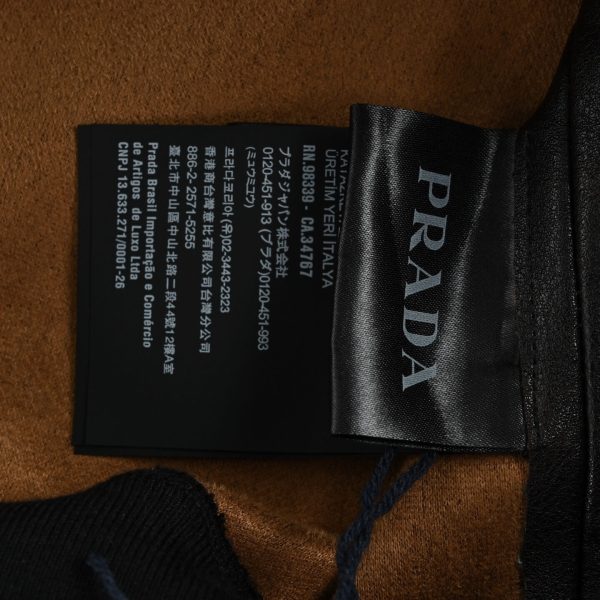 PRADA
ÜRETİM YERİ İTALYA
RN.98339 - CA.34767
プラダジャパン株式会社
0120-451-913 (プラダ)0120-451-993
(ミュウミュウ)
프라다코리아(유)02-3443-2323
香港商台灣意比有限公司台灣分公司
886-2-2571-5255
臺北市中山區中山北路二段44號12樓A室
Prada Brasil Importação e Comércio
de Artigos de Luxo Ltda
CNPJ 13.633.271/0001-26